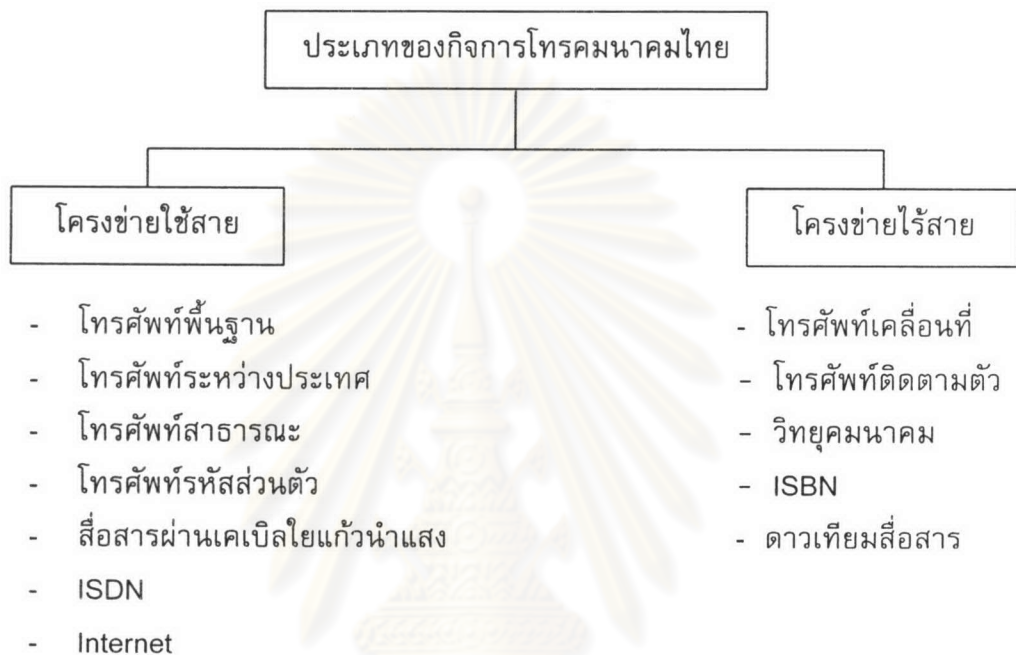 ประเภทของกิจการโทรคมนาคมไทย
โครงข่ายใช้สาย
- โทรศัพท์พื้นฐาน
- โทรศัพท์ระหว่างประเทศ
- โทรศัพท์สาธารณะ
- โทรศัพท์รหัสส่วนตัว
- สื่อสารผ่านเคเบิลใยแก้วนำแสง
- ISDN
- Internet
โครงข่ายไร้สาย
- โทรศัพท์เคลื่อนที่
- โทรศัพท์ติดตามตัว
- วิทยุคมนาคม
- ISBN
- ดาวเทียมสื่อสาร